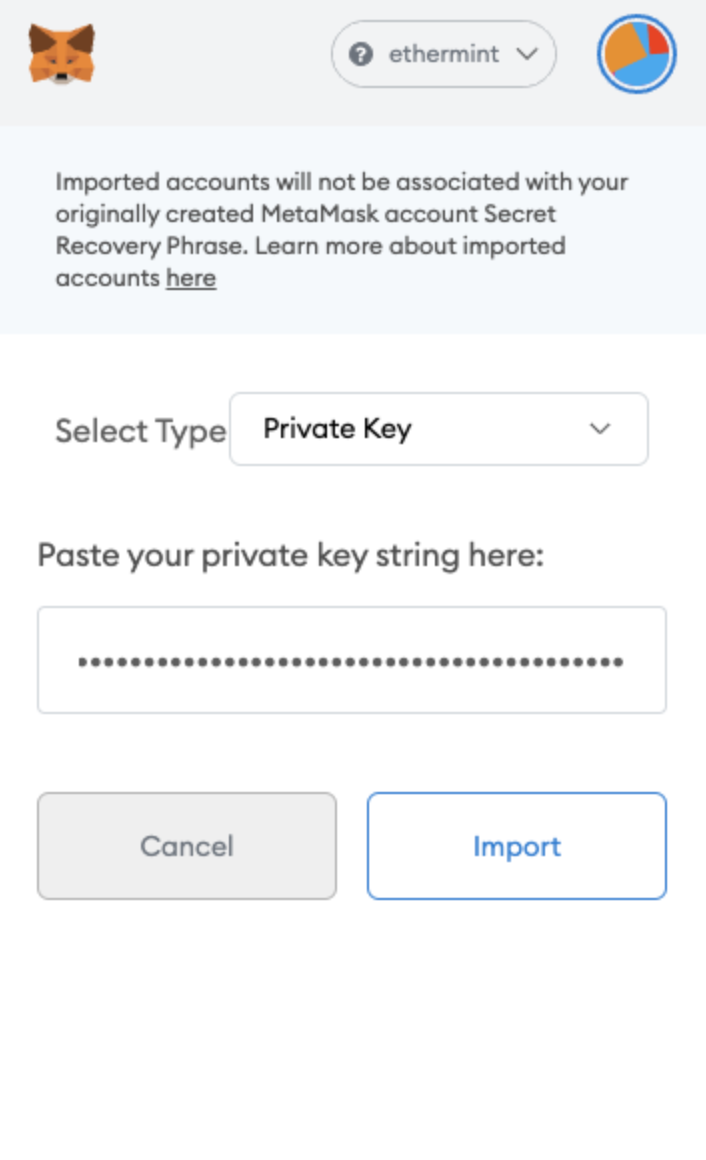 ethermint
Imported accounts will not be associated with your
originally created MetaMask account Secret
Recovery Phrase. Learn more about imported
accounts here
Select Type Private Key
Paste your private key string here:
Cancel Import